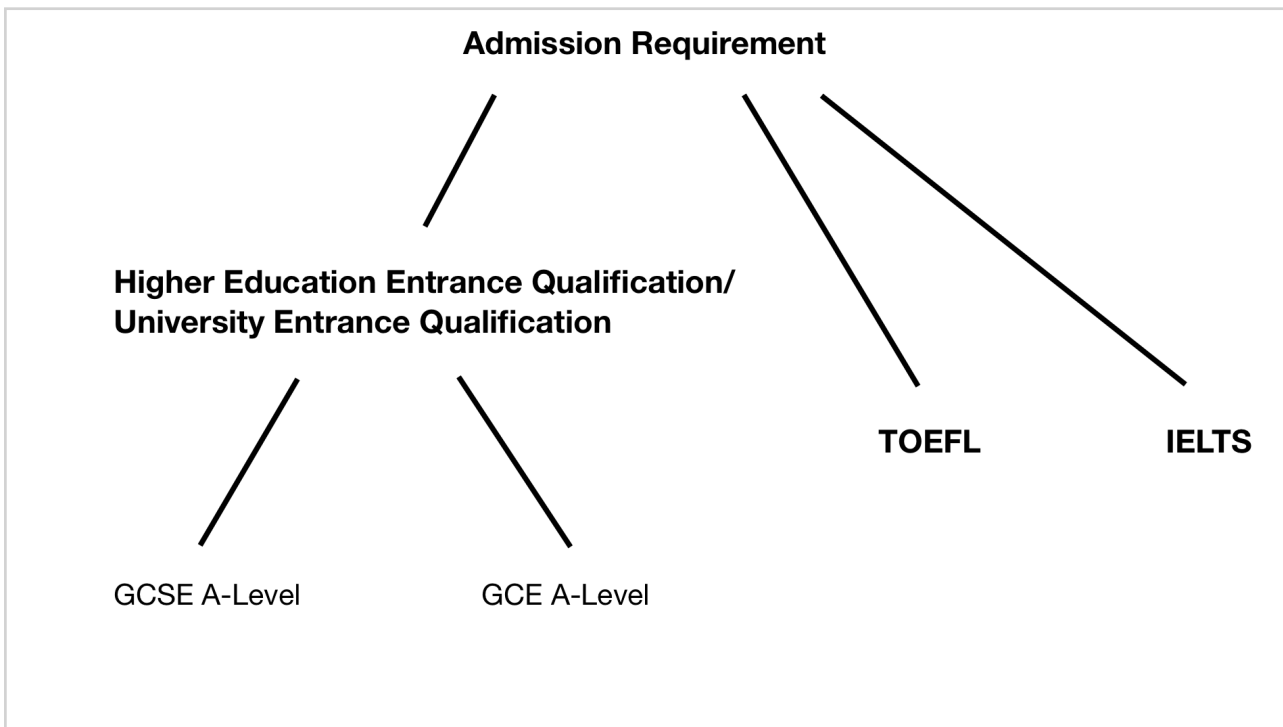 Admission Requirement
Higher Education Entrance Qualification/
University Entrance Qualification
TOEFL
IELTS
GCSE A-Level
GCE A-Level